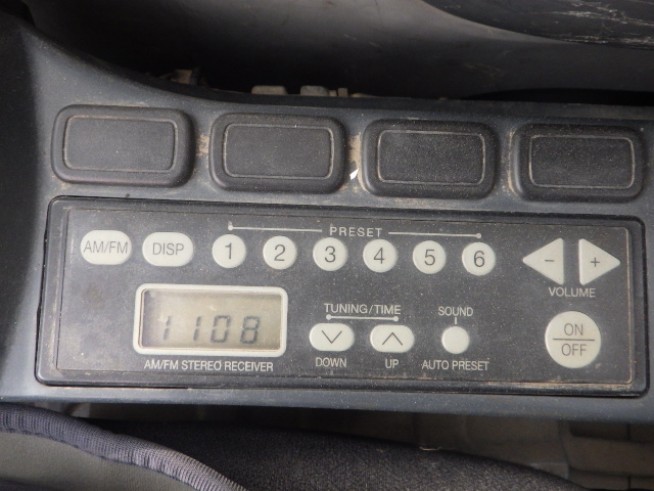 PRESET
AM/FM DISP 1 2 3 4 5 6 - +
VOLUME
1108
TUNING/TIME SOUND
ON
OFF
DOWN UP AUTO PRESET
AM/FM STEREO RECEIVER